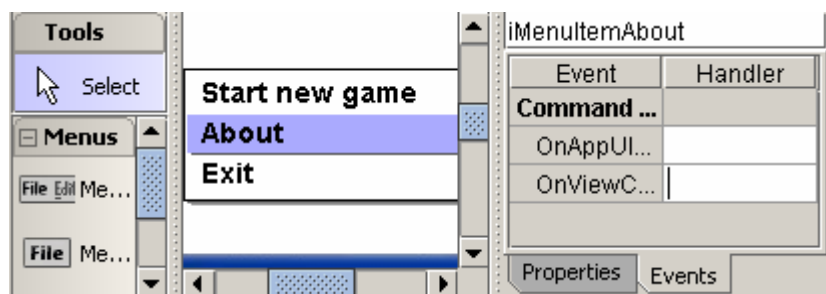 Tools
Select
Menus
File Edit Me...
File Me...
Start new game
About
Exit
iMenuItemAbout
Event Handler
Command ...
OnAppUI...
OnViewC...
Properties Events